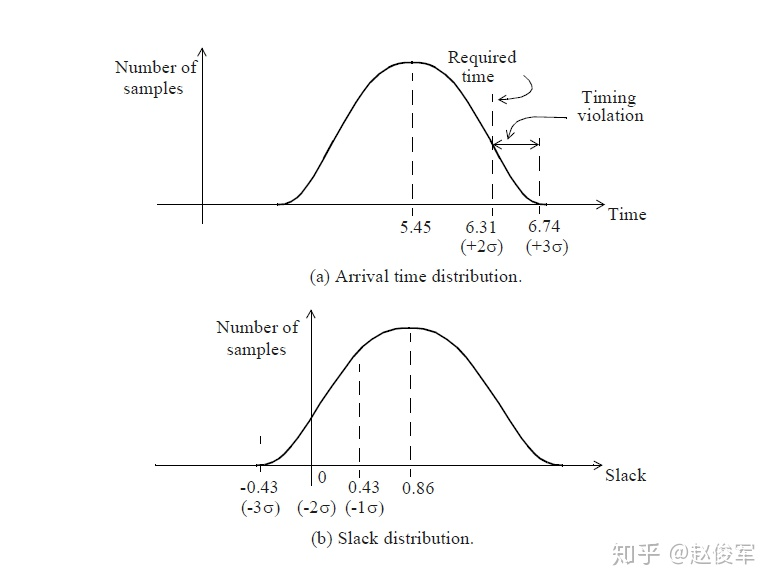 Number of
samples
Required
time
Timing
violation
5.45
6.31
(+2σ)
6.74
(+3σ)
Time
(a) Arrival time distribution.
Number of
samples
0
Slack
-0.43
(-3σ)
(-2σ)
0.43
(-1σ)
0.86
(b) Slack distribution.
知乎 @赵俊军